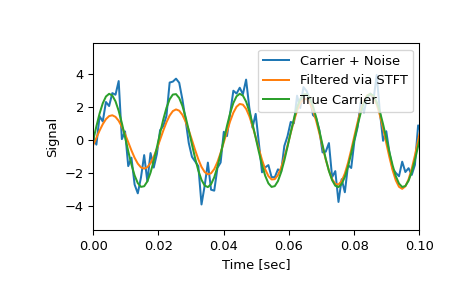 Carrier + Noise
Filtered via STFT
True Carrier
Signal
4
2
0
−2
−4
0.00 0.02 0.04 0.06 0.08 0.10
Time [sec]